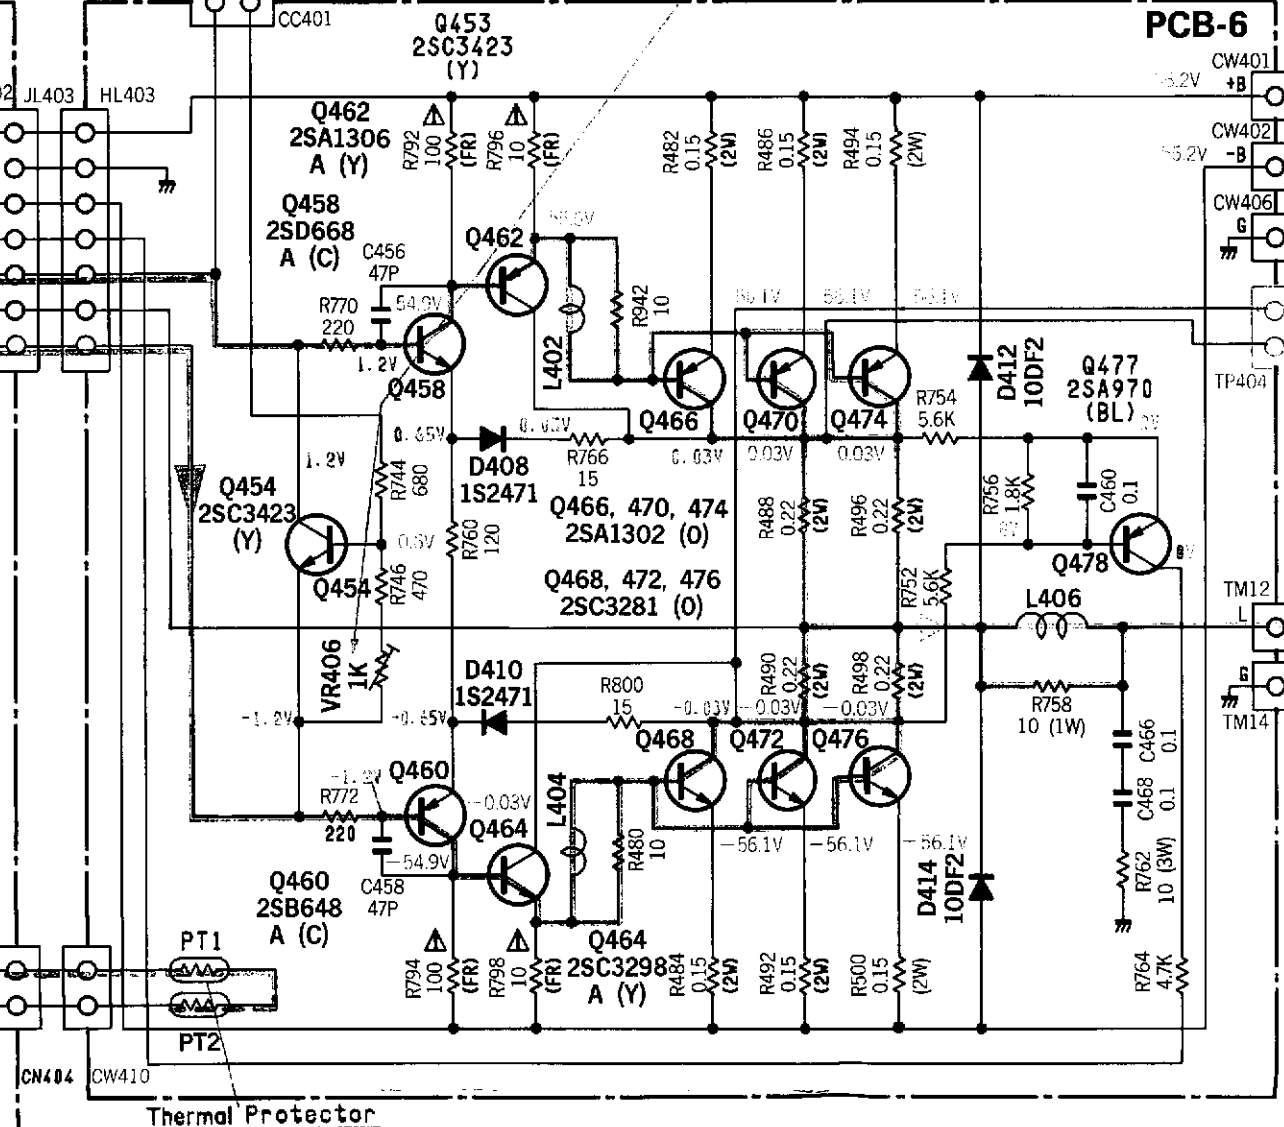 PCB-6
CC401
Q453
2SC3423
(Y)
CW401
+B
JL403
HL403
Q462
2SA1306
A (Y)
R792
100
(FR)
R796
10
(FR)
R482
0.15
(2W)
R486
0.15
(2W)
R494
0.15
(2W)
CW402
-B
Q458
2SD668
A (C)
CW406
G
C456
47P
Q462
54.9V
R770
220
1.2V
Q458
L402
R942
10
56.1V
Q466
Q470
Q474
R754
5.6K
D412
10DF2
Q477
2SA970
(BL)
TP404
0V
0.65V
D408
1S2471
0.03V
R766
15
0.03V
0.03V
0.03V
1.2V
R744
680
Q454
2SC3423
(Y)
Q454
0.6V
R746
470
R760
120
Q466, 470, 474
2SA1302 (O)
R488
0.22
(2W)
R496
0.22
(2W)
R756
1.8K
C460
0.1
0V
Q478
0V
Q468, 472, 476
2SC3281 (O)
R752
5.6K
L406
TM12
L
VR406
1K
D410
1S2471
R800
15
R490
0.22
(2W)
R498
0.22
(2W)
R758
10 (1W)
G
TM14
-1.2V
-0.65V
-0.03V
-0.03V
-0.03V
Q468
Q472
Q476
C466
0.1
C468
0.1
-1.2V
Q460
R772
220
-0.03V
Q464
L404
R480
10
-54.9V
-56.1V
-56.1V
-56.1V
D414
10DF2
R762
10 (3W)
Q460
2SB648
A (C)
C458
47P
PT1
R794
100
(FR)
R798
10
(FR)
Q464
2SC3298
A (Y)
R484
0.15
(2W)
R492
0.15
(2W)
R500
0.15
(2W)
R764
4.7K
PT2
CN404
CW410
Thermal Protector